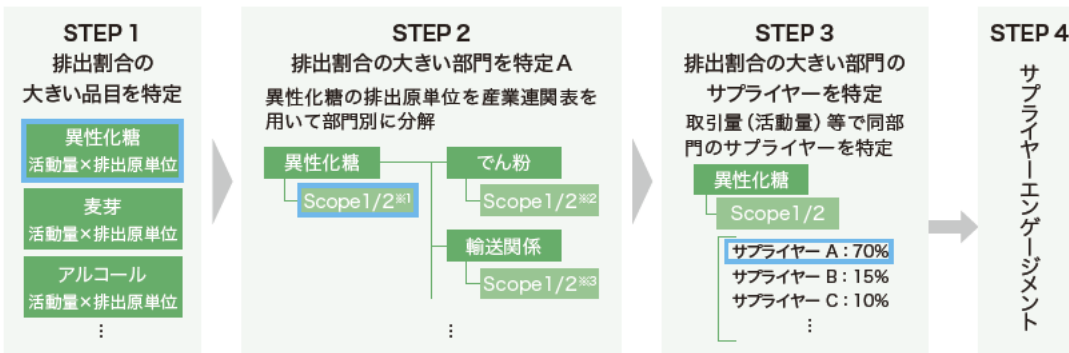 STEP 1
排出割合の
大きい品目を特定
異性化糖
活動量×排出原単位
麦芽
活動量×排出原単位
アルコール
活動量×排出原単位
⋮
STEP 2
排出割合の大きい部門を特定A
異性化糖の排出原単位を産業連関表を
用いて部門別に分解
異性化糖
Scope1/2※1
でん粉
Scope1/2※2
輸送関係
Scope1/2※3
⋮
STEP 3
排出割合の大きい部門の
サプライヤーを特定
取引量(活動量)等で同部
門のサプライヤーを特定
異性化糖
Scope1/2
サプライヤー A:70%
サプライヤー B:15%
サプライヤー C:10%
⋮
STEP 4
サプライヤーエンゲージメント